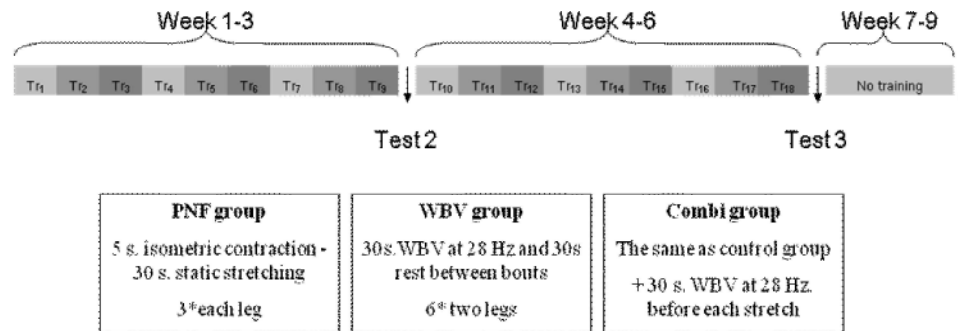 Week 1-3 Week 4-6 Week 7-9
Tr1 Tr2 Tr3 Tr4 Tr5 Tr6 Tr7 Tr8 Tr9 Tr10 Tr11 Tr12 Tr13 Tr14 Tr15 Tr16 Tr17 Tr18 No training
Test 2 Test 3
PNF group
5 s. isometric contraction -
30 s. static stretching
3*each leg
WBV group
30s. WBV at 28 Hz and 30s
rest between bouts
6* two legs
Combi group
The same as control group
+30 s. WBV at 28 Hz.
before each stretch